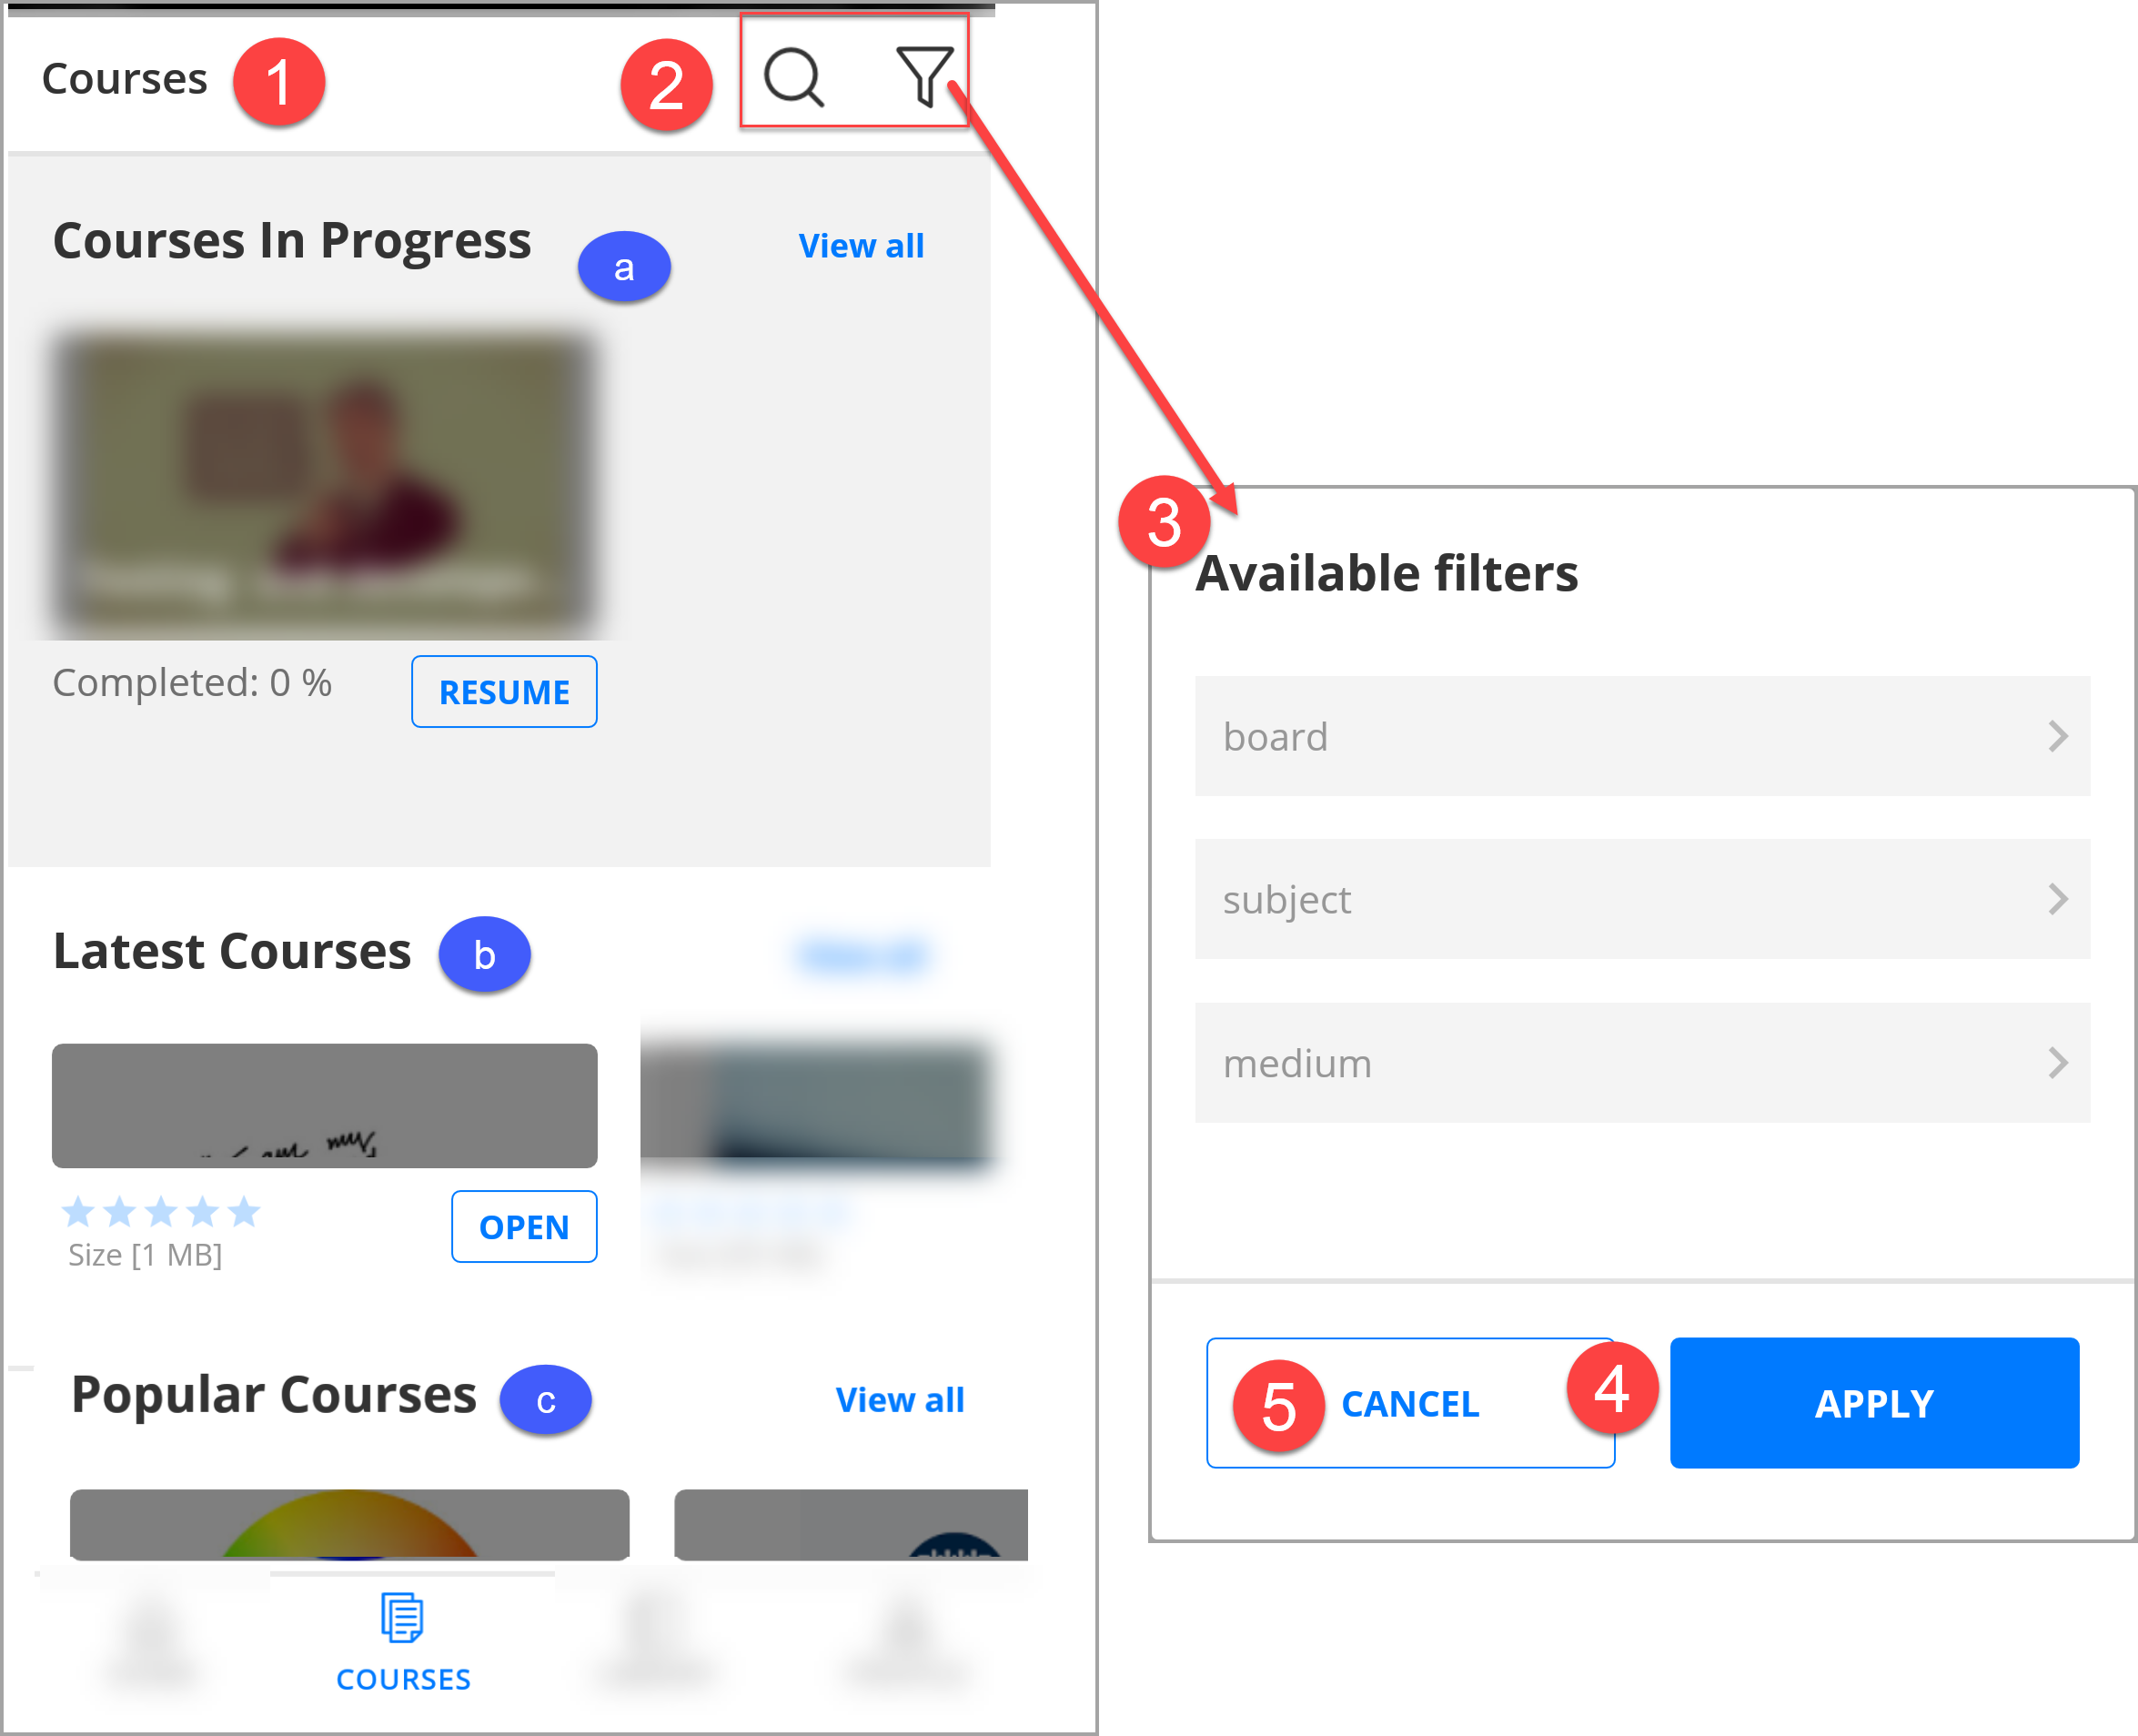 Courses
1
2
Courses In Progress
a
View all
Completed: 0 %
RESUME
Latest Courses
b
OPEN
Size [1 MB]
Popular Courses
c
View all
COURSES
3
Available filters
board
subject
medium
5
CANCEL
4
APPLY